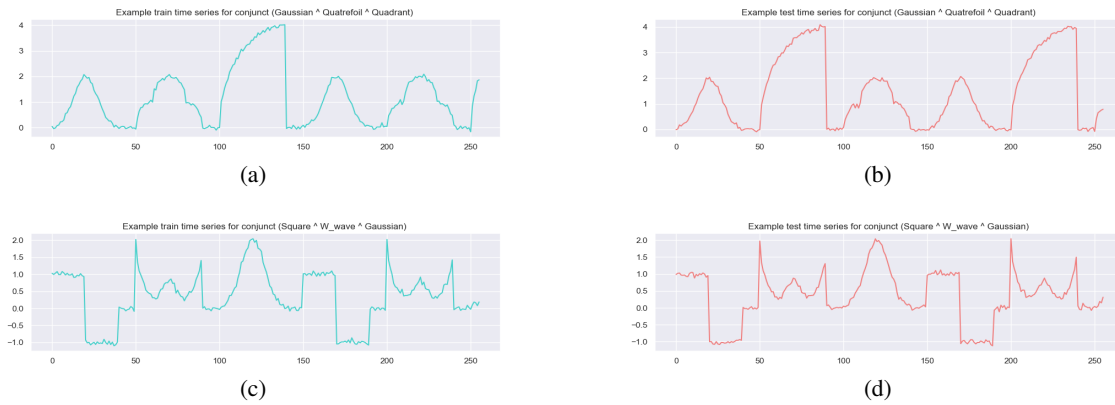 Example train time series for conjunct (Gaussian ^ Quatrefoil ^ Quadrant)
4
3
2
1
0
0 50 100 150 200 250
(a)
Example test time series for conjunct (Gaussian ^ Quatrefoil ^ Quadrant)
4
3
2
1
0
0 50 100 150 200 250
(b)
Example train time series for conjunct (Square ^ W_wave ^ Gaussian)
2.0
1.5
1.0
0.5
0.0
−0.5
−1.0
0 50 100 150 200 250
(c)
Example test time series for conjunct (Square ^ W_wave ^ Gaussian)
2.0
1.5
1.0
0.5
0.0
−0.5
−1.0
0 50 100 150 200 250
(d)